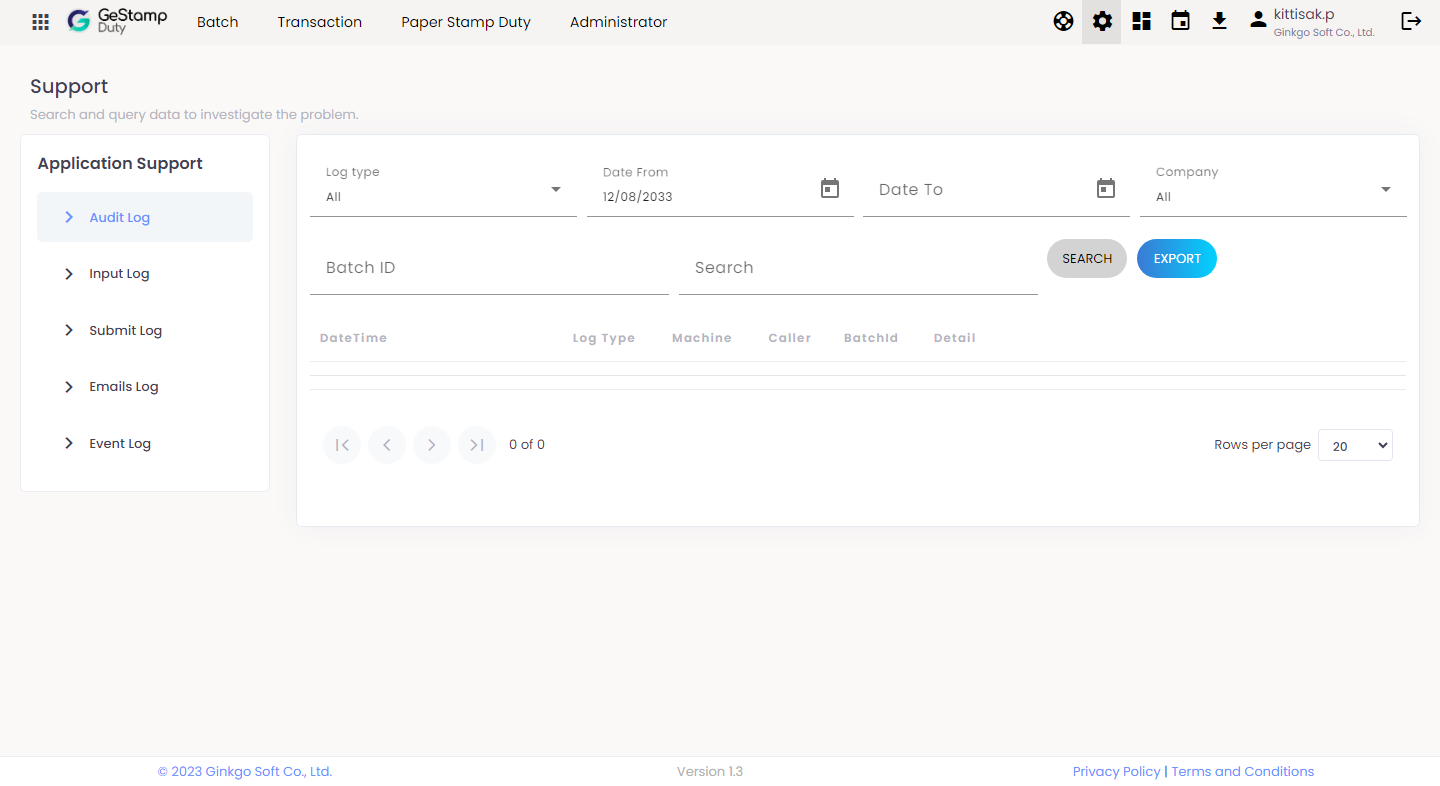 GeStamp
Duty
Batch
Transaction
Paper Stamp Duty
Administrator
kittisak.p
Ginkgo Soft Co., Ltd.
Support
Search and query data to investigate the problem.
Application Support
Audit Log
Input Log
Submit Log
Emails Log
Event Log
Log type
All
Date From
12/08/2033
Date To
Company
All
Batch ID
Search
SEARCH
EXPORT
DateTime
Log Type
Machine
Caller
BatchId
Detail
0 of 0
Rows per page
20
© 2023 Ginkgo Soft Co., Ltd.
Version 1.3
Privacy Policy | Terms and Conditions